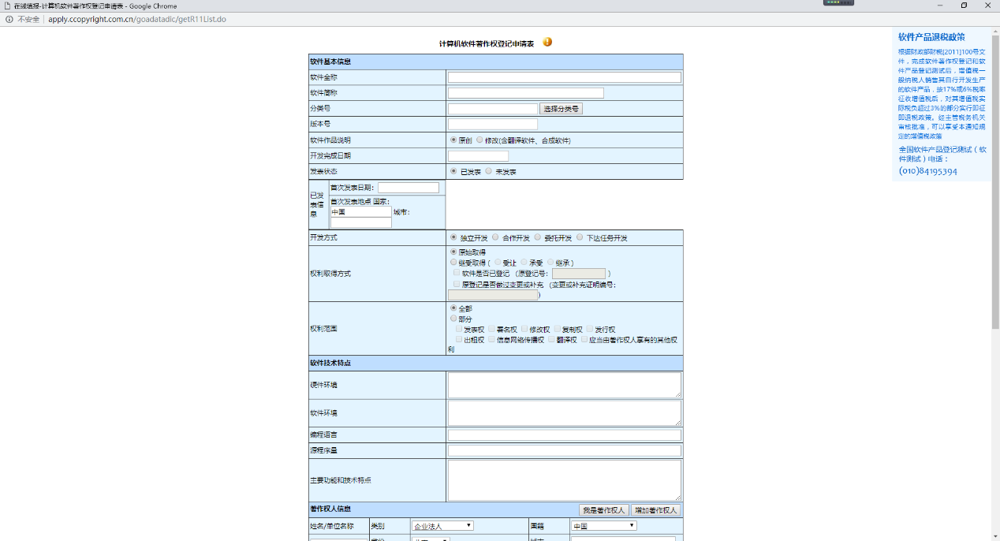 在线填报-计算机软件著作权登记申请表 - Google Chrome
不安全 apply.ccopyright.com.cn/goadatadic/getR11List.do
计算机软件著作权登记申请表
软件基本信息
软件全称
软件简称
分类号 选择分类号
版本号
软件作品说明 原创 修改(含翻译软件、合成软件)
开发完成日期
发表状态 已发表 未发表
已发表信息
首次发表日期:
首次发表地点 国家:
中国 城市:
开发方式 独立开发 合作开发 委托开发 下达任务开发
权利取得方式
原始取得
继受取得 ( 受让 承受 继承 )
软件是否已登记 (原登记号: )
原登记是否做过变更或补充 (变更或补充证明编号:
)
权利范围
全部
部分
发表权 署名权 修改权 复制权 发行权
出租权 信息网络传播权 翻译权 应当由著作权人享有的其他权
利
软件技术特点
硬件环境
软件环境
编程语言
源程序量
主要功能和技术特点
著作权人信息 我是著作权人 增加著作权人
姓名/单位名称 类别 企业法人 国籍 中国
软件产品退税政策
根据财政部财税[2011]100号文
件，完成软件著作权登记和软
件产品登记测试后，增值税一
般纳税人销售其自行开发生产
的软件产品，按17%或6%税率
征收增值税后，对其增值税实
际税负超过3%的部分实行即征
即退税政策。经主管税务机关
审核批准，可以享受本通知规
定的增值税政策
全国软件产品登记测试（软
件测试）电话：
(010)84195394